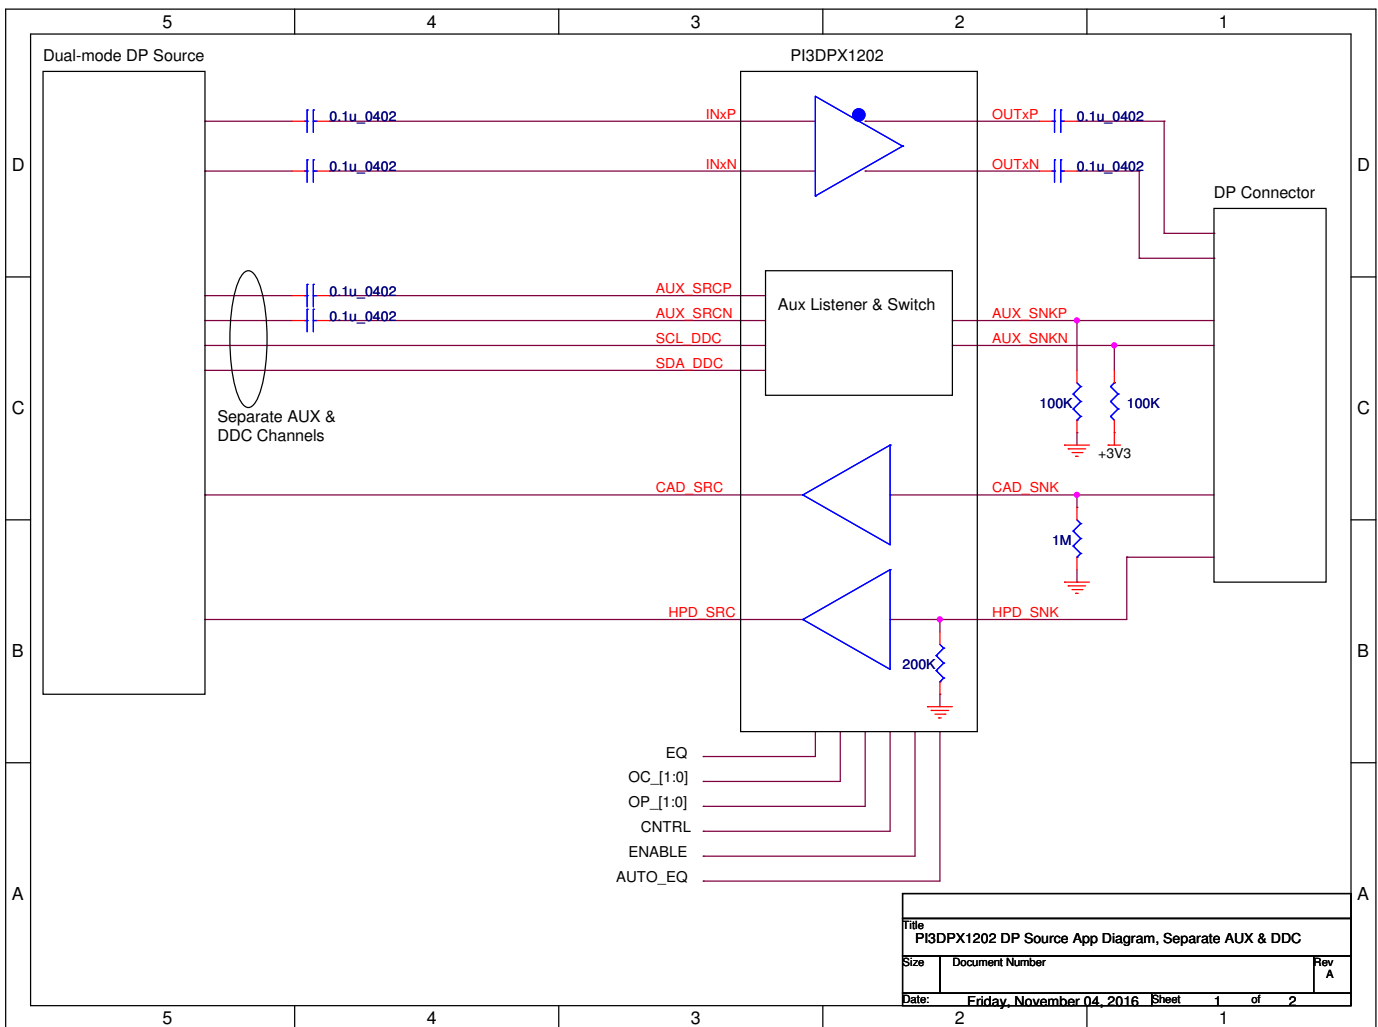 5 4 3 2 1
Dual-mode DP Source
PI3DPX1202
0.1u_0402 INxP OUTxP 0.1u_0402
D D
0.1u_0402 INxN OUTxN 0.1u_0402
DP Connector
0.1u_0402 AUX_SRCP
Aux Listener & Switch
0.1u_0402 AUX_SRCN AUX_SNKP
SCL_DDC AUX_SNKN
SDA_DDC
100K 100K
C C
Separate AUX &
DDC Channels
+3V3
CAD_SRC CAD_SNK
1M
HPD_SRC HPD_SNK
B B
200K
EQ
OC_[1:0]
OP_[1:0]
CNTRL
ENABLE
AUTO_EQ
A A
Title
PI3DPX1202 DP Source App Diagram, Separate AUX & DDC
Size Document Number Rev
A
Date: Friday, November 04, 2016 Sheet 1 of 2
5 4 3 2 1